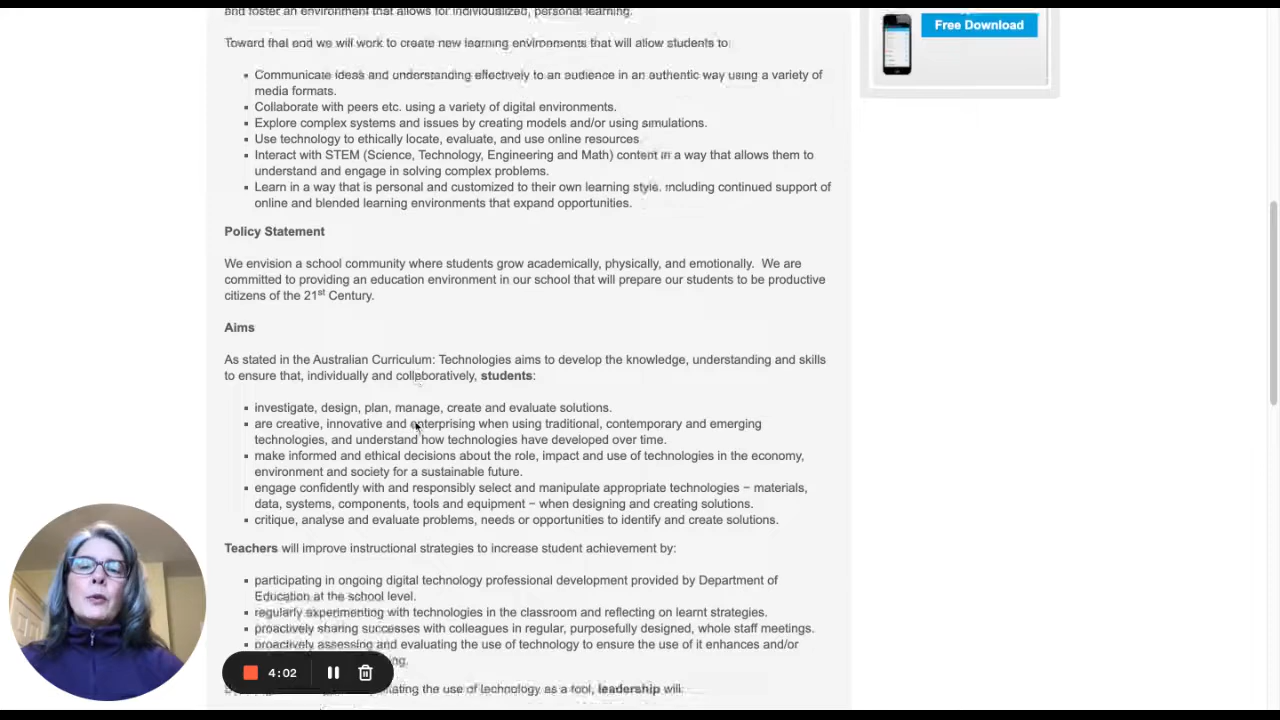 and foster an environment that allows for individualized, personal learning.
Free Download
Toward that end we will work to create new learning environments that will allow students to
▪ Communicate ideas and understanding effectively to an audience in an authentic way using a variety of
media formats.
▪ Collaborate with peers etc. using a variety of digital environments.
▪ Explore complex systems and issues by creating models and/or using simulations.
▪ Use technology to ethically locate, evaluate, and use online resources
▪ Interact with STEM (Science, Technology, Engineering and Math) content in a way that allows them to
understand and engage in solving complex problems.
▪ Learn in a way that is personal and customized to their own learning style. including continued support of
online and blended learning environments that expand opportunities.
Policy Statement
We envision a school community where students grow academically, physically, and emotionally. We are
committed to providing an education environment in our school that will prepare our students to be productive
citizens of the 21st Century.
Aims
As stated in the Australian Curriculum: Technologies aims to develop the knowledge, understanding and skills
to ensure that, individually and collaboratively, students:
▪ investigate, design, plan, manage, create and evaluate solutions.
▪ are creative, innovative and enterprising when using traditional, contemporary and emerging
technologies, and understand how technologies have developed over time.
▪ make informed and ethical decisions about the role, impact and use of technologies in the economy,
environment and society for a sustainable future.
▪ engage confidently with and responsibly select and manipulate appropriate technologies − materials,
data, systems, components, tools and equipment − when designing and creating solutions.
▪ critique, analyse and evaluate problems, needs or opportunities to identify and create solutions.
Teachers will improve instructional strategies to increase student achievement by:
▪ participating in ongoing digital technology professional development provided by Department of
Education at the school level.
▪ regularly experimenting with technologies in the classroom and reflecting on learnt strategies.
▪ proactively sharing successes with colleagues in regular, purposefully designed, whole staff meetings.
▪ proactively assessing and evaluating the use of technology to ensure the use of it enhances and/or
4:02
the use of technology as a tool, leadership will